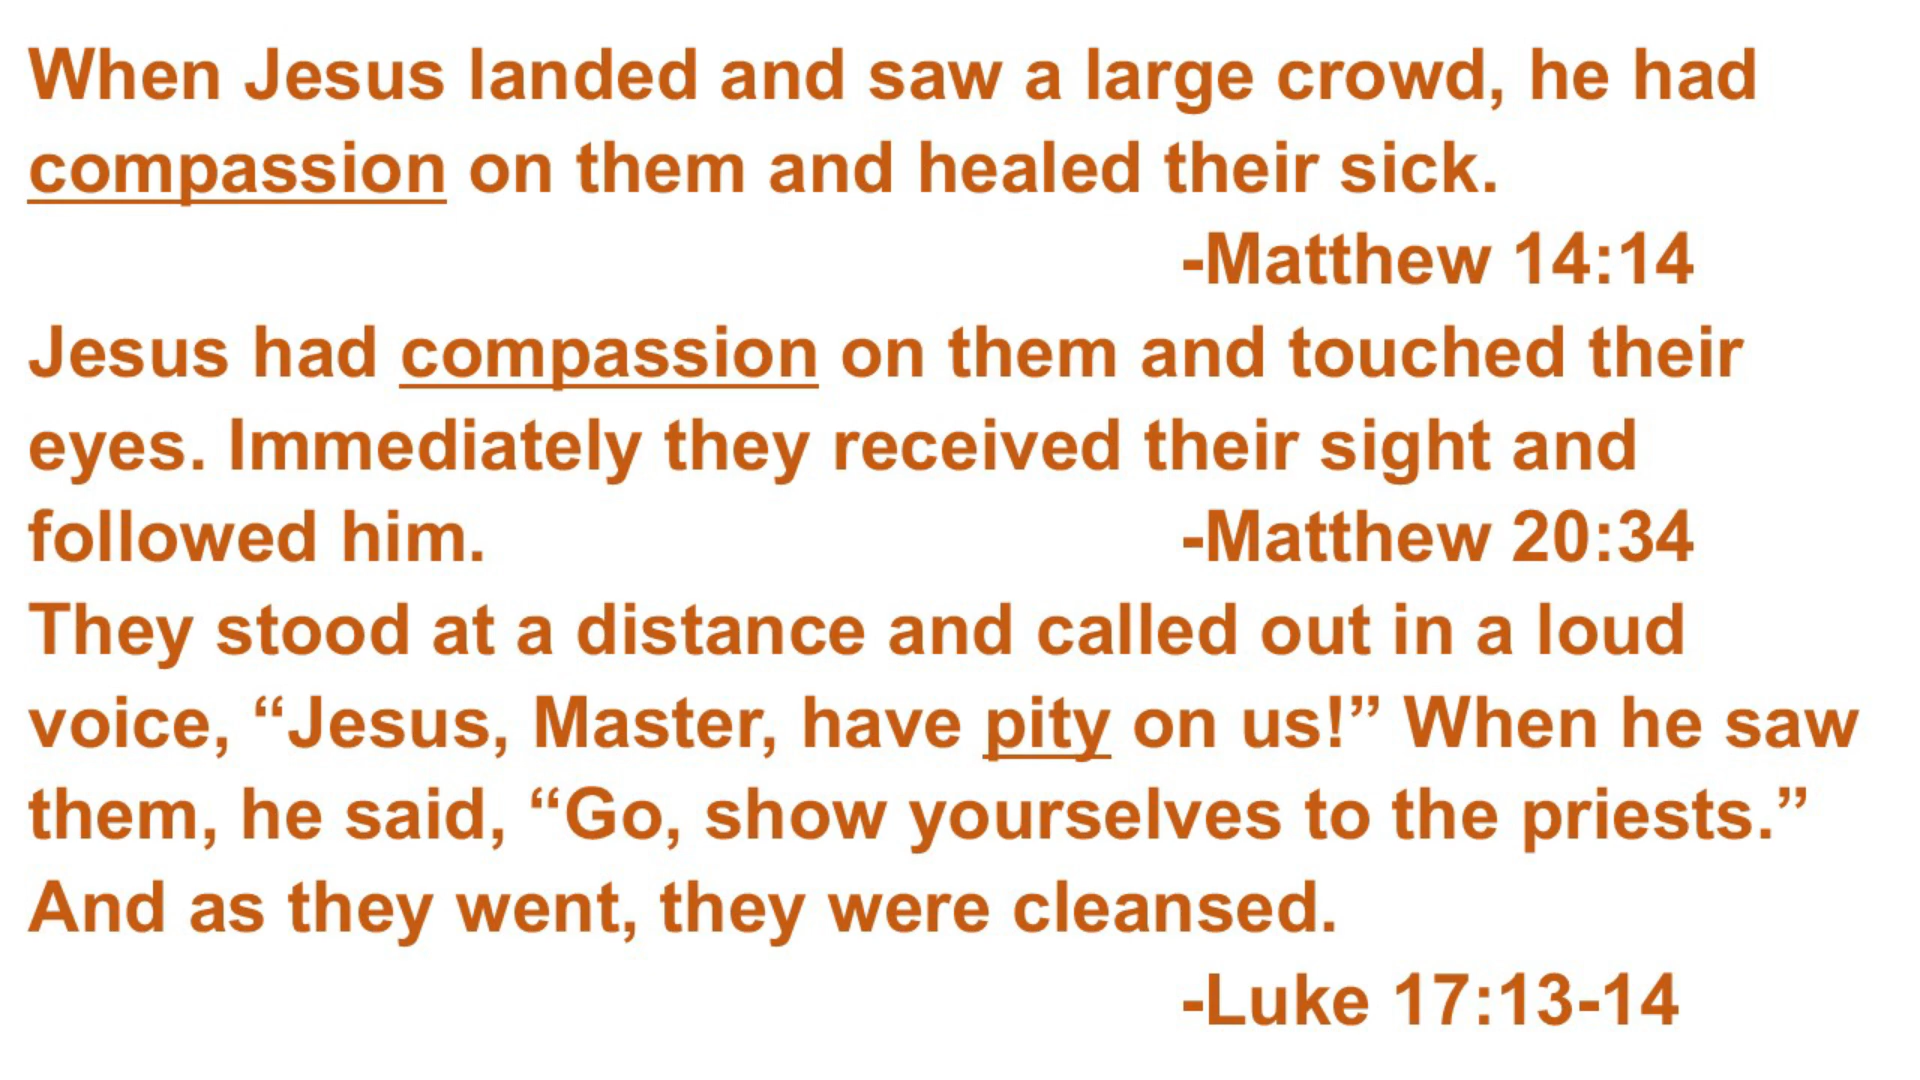 When Jesus landed and saw a large crowd, he had
compassion on them and healed their sick.
-Matthew 14:14
Jesus had compassion on them and touched their
eyes. Immediately they received their sight and
followed him. -Matthew 20:34
They stood at a distance and called out in a loud
voice, “Jesus, Master, have pity on us!” When he saw
them, he said, “Go, show yourselves to the priests.”
And as they went, they were cleansed.
-Luke 17:13-14